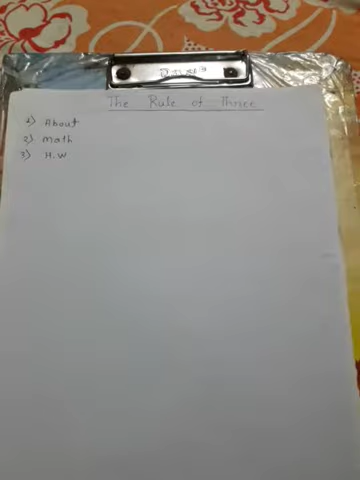 The Rule of Three
1) About
2) Math
3) H.W